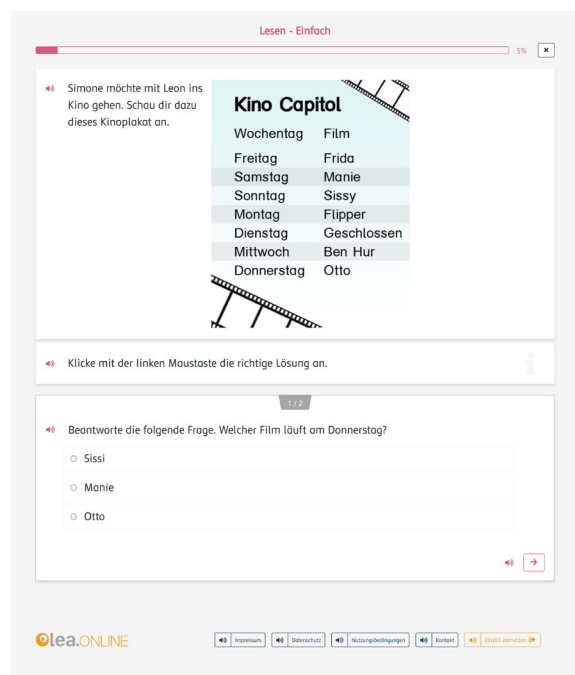 Lesen - Einfach
5%
Simone möchte mit Leon ins
Kino gehen. Schau dir dazu
dieses Kinoplakat an.
Kino Capitol
Wochentag Film
Freitag Frida
Samstag Manie
Sonntag Sissy
Montag Flipper
Dienstag Geschlossen
Mittwoch Ben Hur
Donnerstag Otto
Klicke mit der linken Maustaste die richtige Lösung an.
1 / 2
Beantworte die folgende Frage. Welcher Film läuft am Donnerstag?
Sissi
Manie
Otto
Olea.ONLINE
Impressum Datenschutz Nutzungsbedingungen Kontakt Abmelden